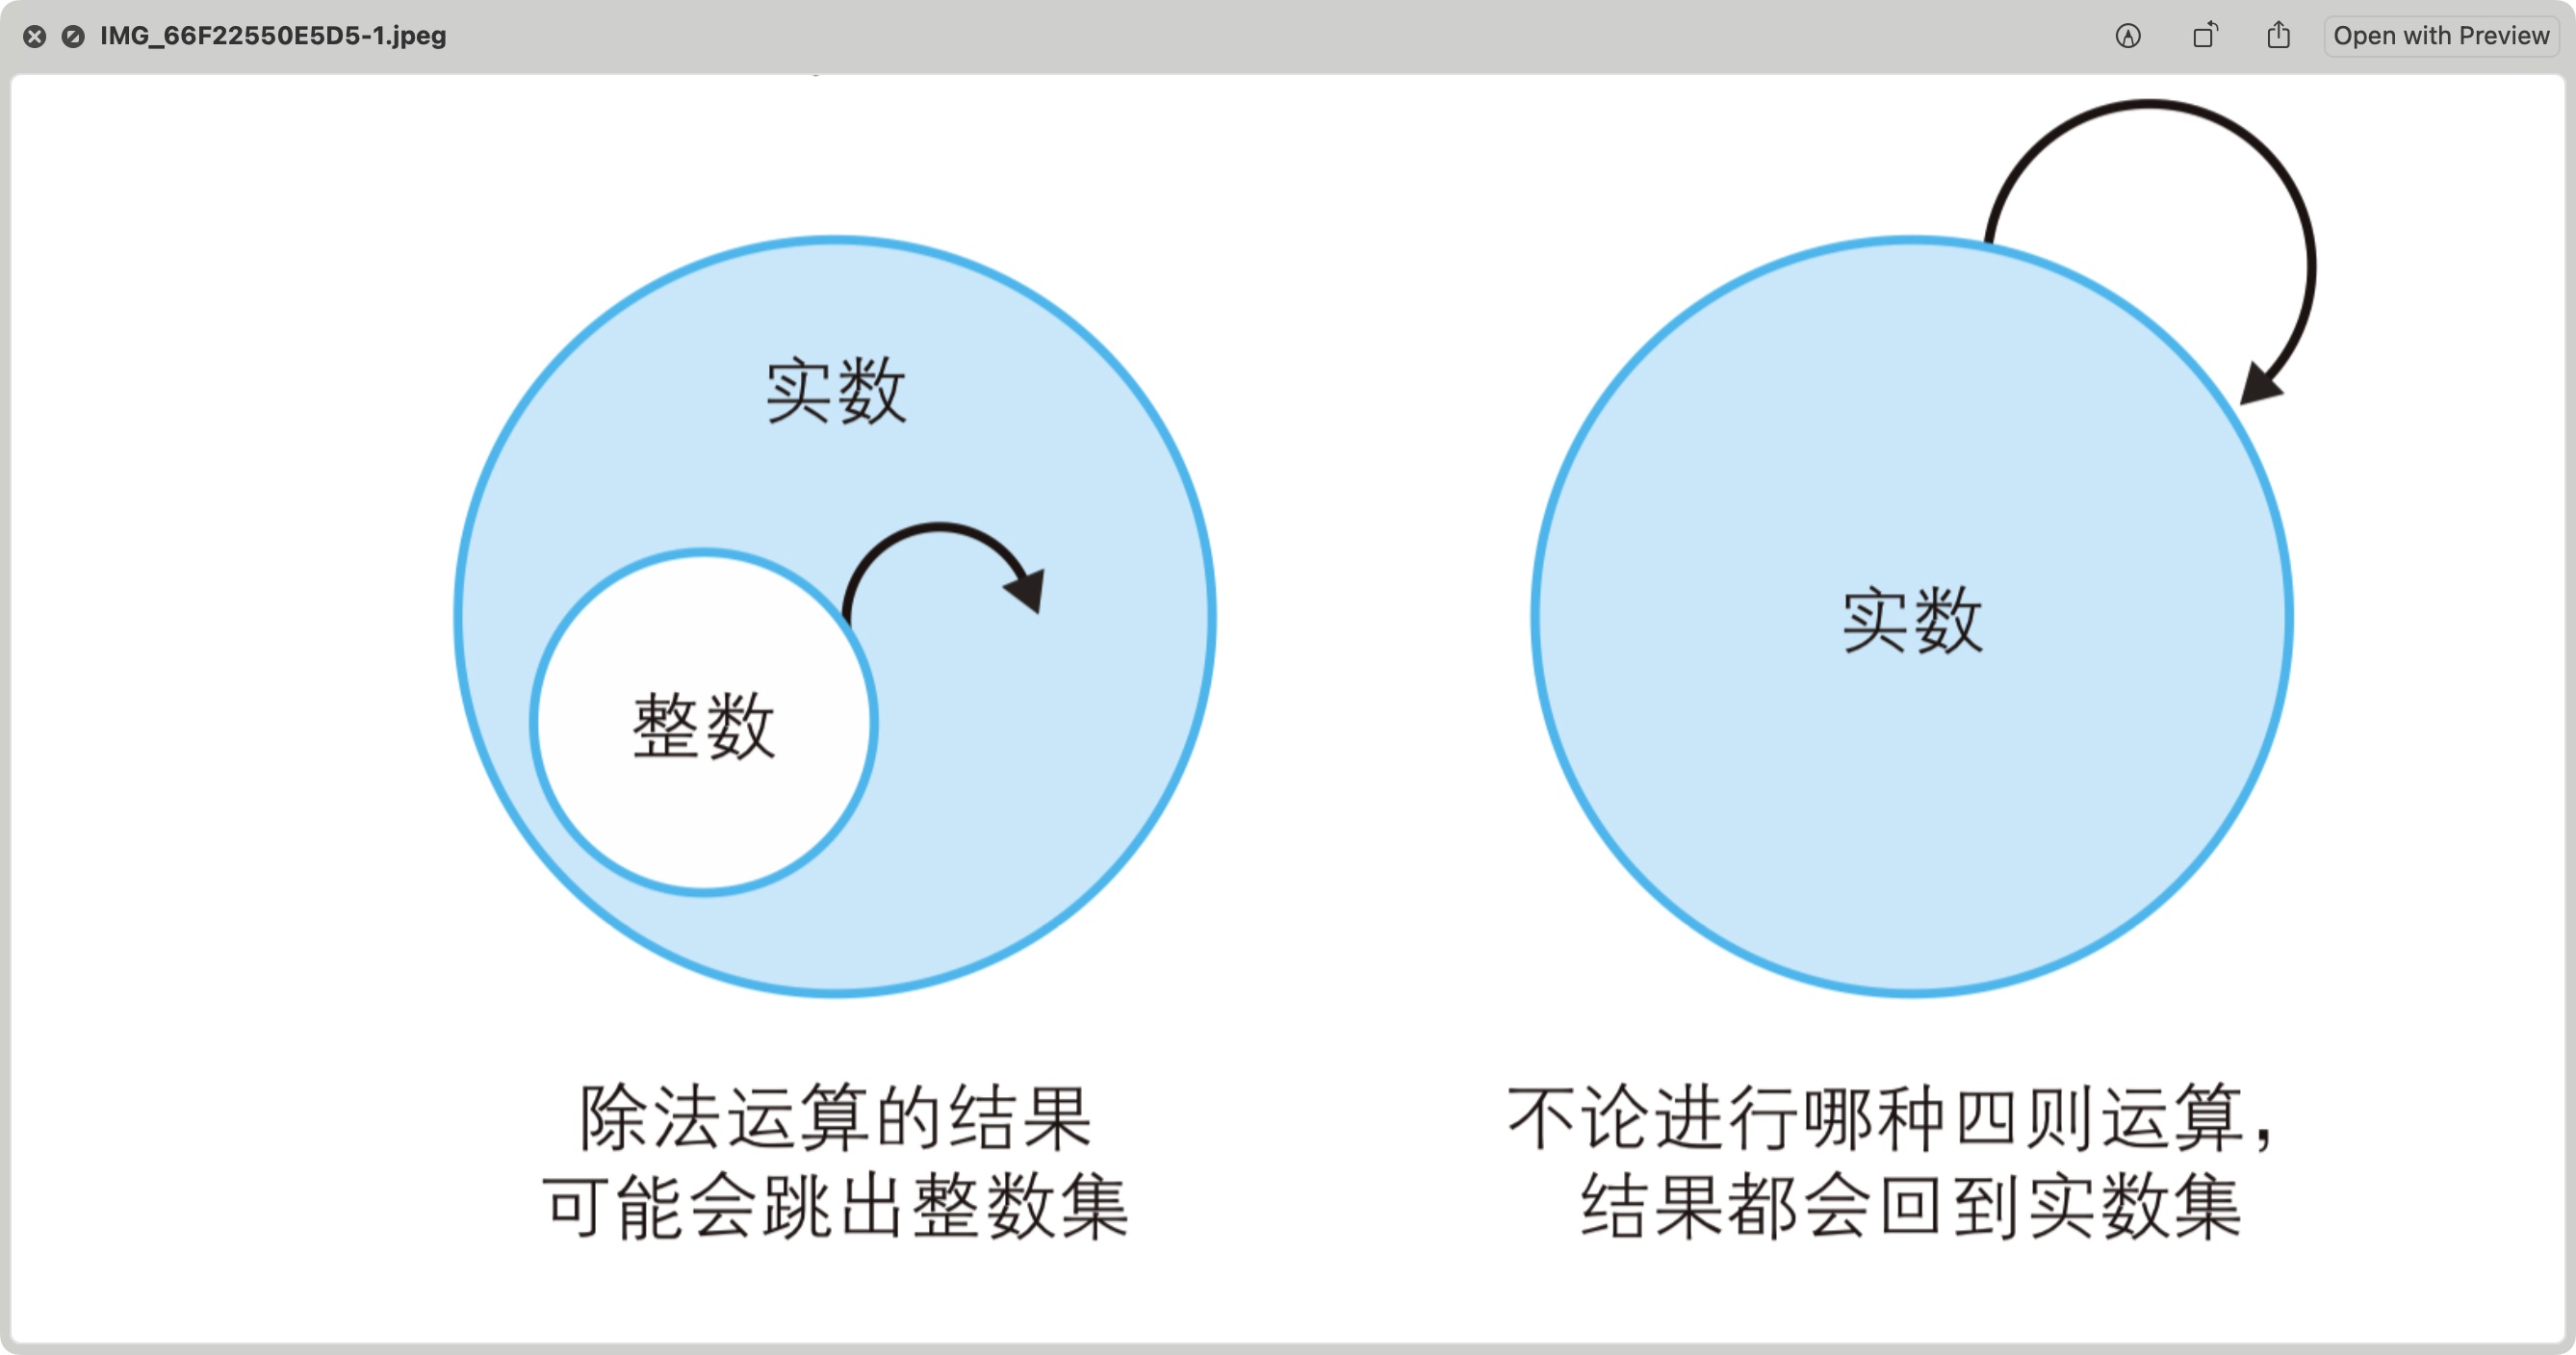 IMG_66F22550E5D5-1.jpeg
Open with Preview
实数
整数
除法运算的结果
可能会跳出整数集
实数
不论进行哪种四则运算，
结果都会回到实数集